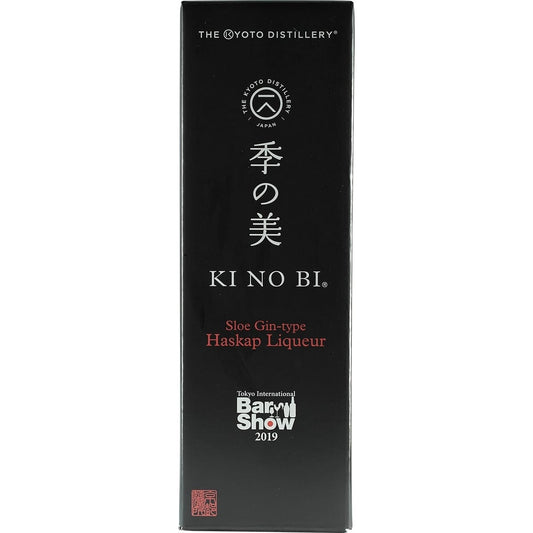 THE KYOTO DISTILLERY®
THE KYOTO DISTILLERY
JAPAN
季の美
KI NO BI®
Sloe Gin-type
Haskap Liqueur
Tokyo International
Bar
Show
2019